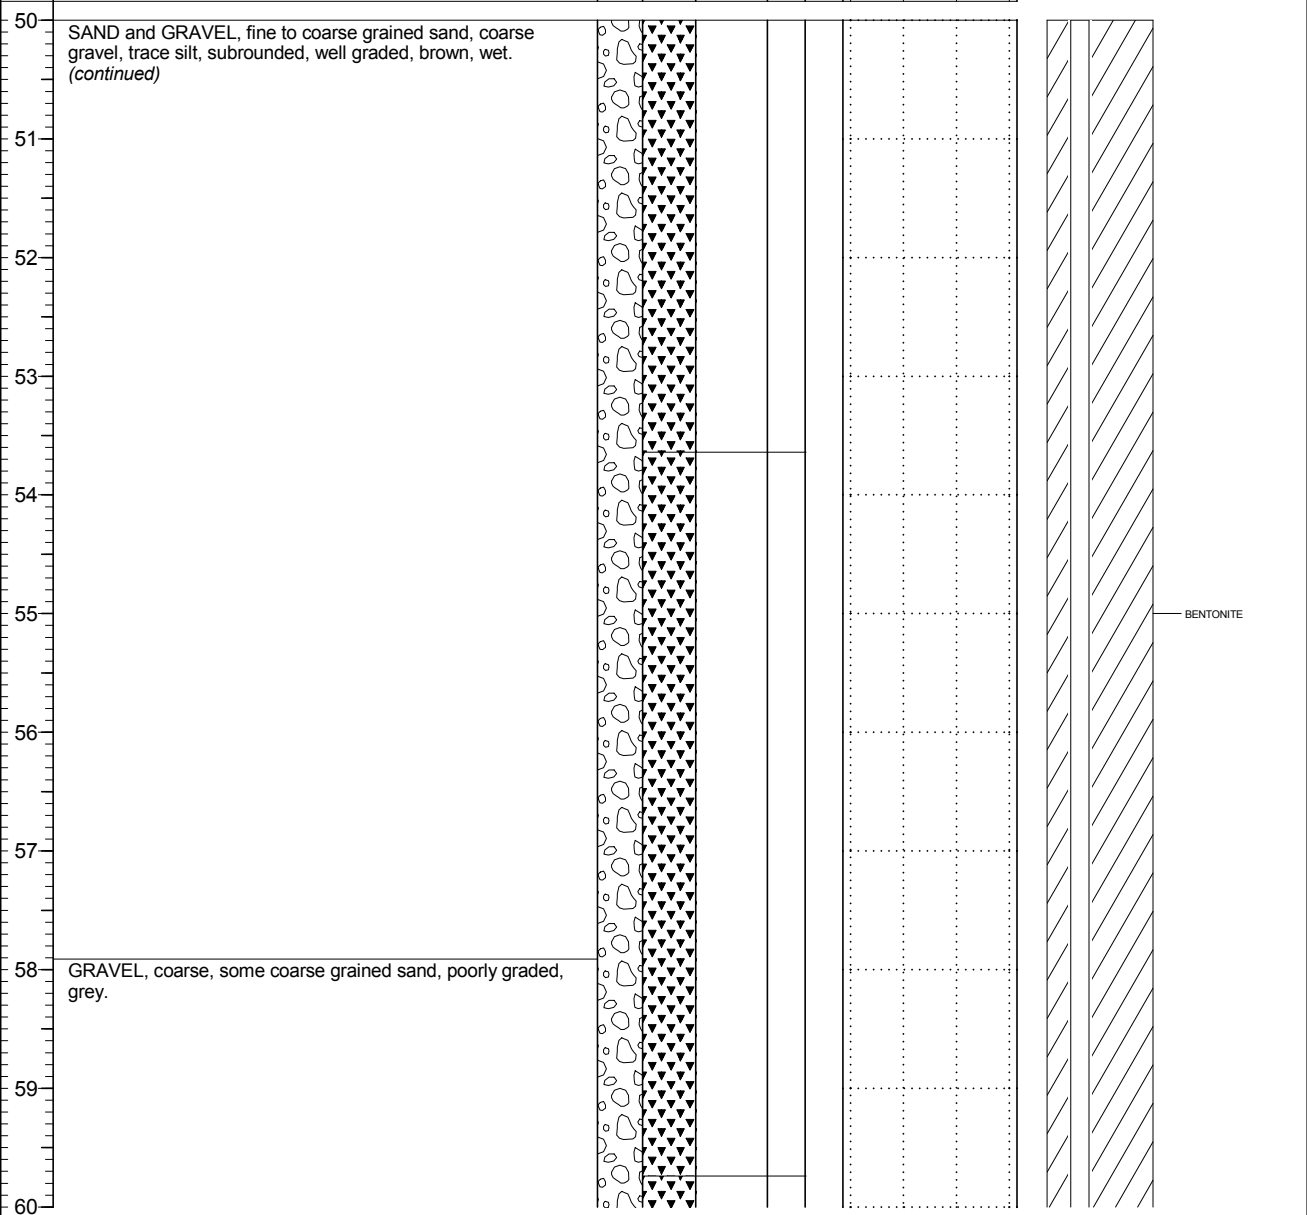 50
SAND and GRAVEL, fine to coarse grained sand, coarse
gravel, trace silt, subrounded, well graded, brown, wet.
(continued)
51
52
53
54
55
BENTONITE
56
57
58
GRAVEL, coarse, some coarse grained sand, poorly graded,
grey.
59
60